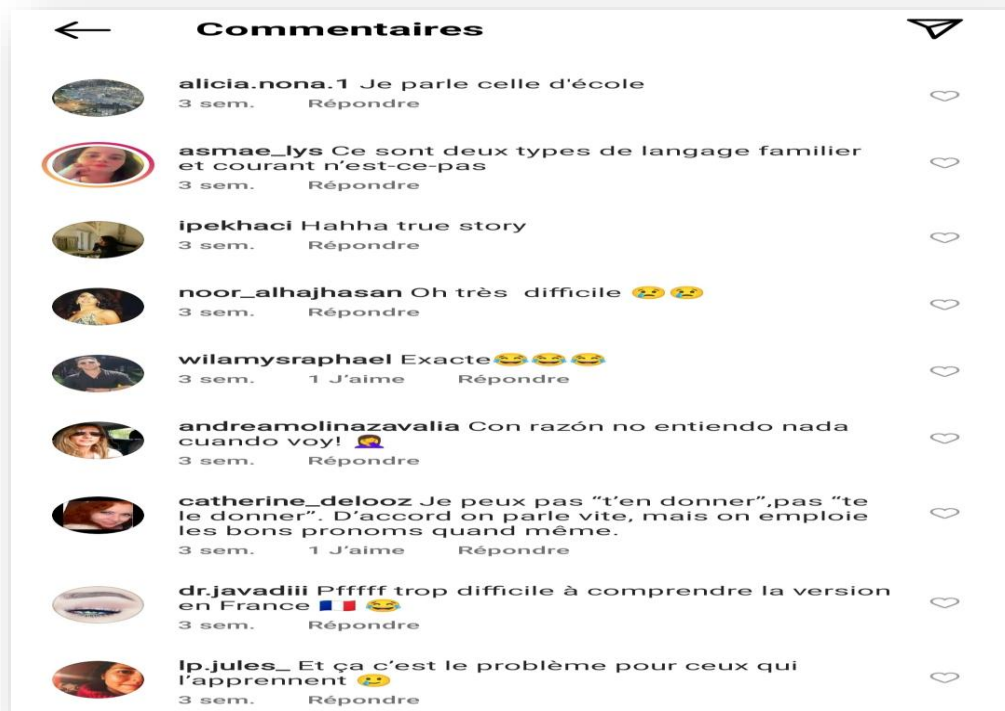 Commentaires
alicia.nona.1 Je parle celle d'école
3 sem. Répondre
asmae_lys Ce sont deux types de langage familier
et courant n'est-ce-pas
3 sem. Répondre
ipekhaci Hahha true story
3 sem. Répondre
noor_alhajhasan Oh très difficile 😢😢
3 sem. Répondre
wilamysraphael Exacte😂😂😂
3 sem. 1 J'aime Répondre
andreamolinazavalia Con razón no entiendo nada
cuando voy! 🤦‍♀️
3 sem. Répondre
catherine_delooz Je peux pas “t'en donner”,pas “te
le donner”. D'accord on parle vite, mais on emploie
les bons pronoms quand même.
3 sem. 1 J'aime Répondre
dr.javadiii Pfffff trop difficile à comprendre la version
en France 🇫🇷 😂
3 sem. Répondre
lp.jules_ Et ça c'est le problème pour ceux qui
l'apprennent 🥲
3 sem. Répondre